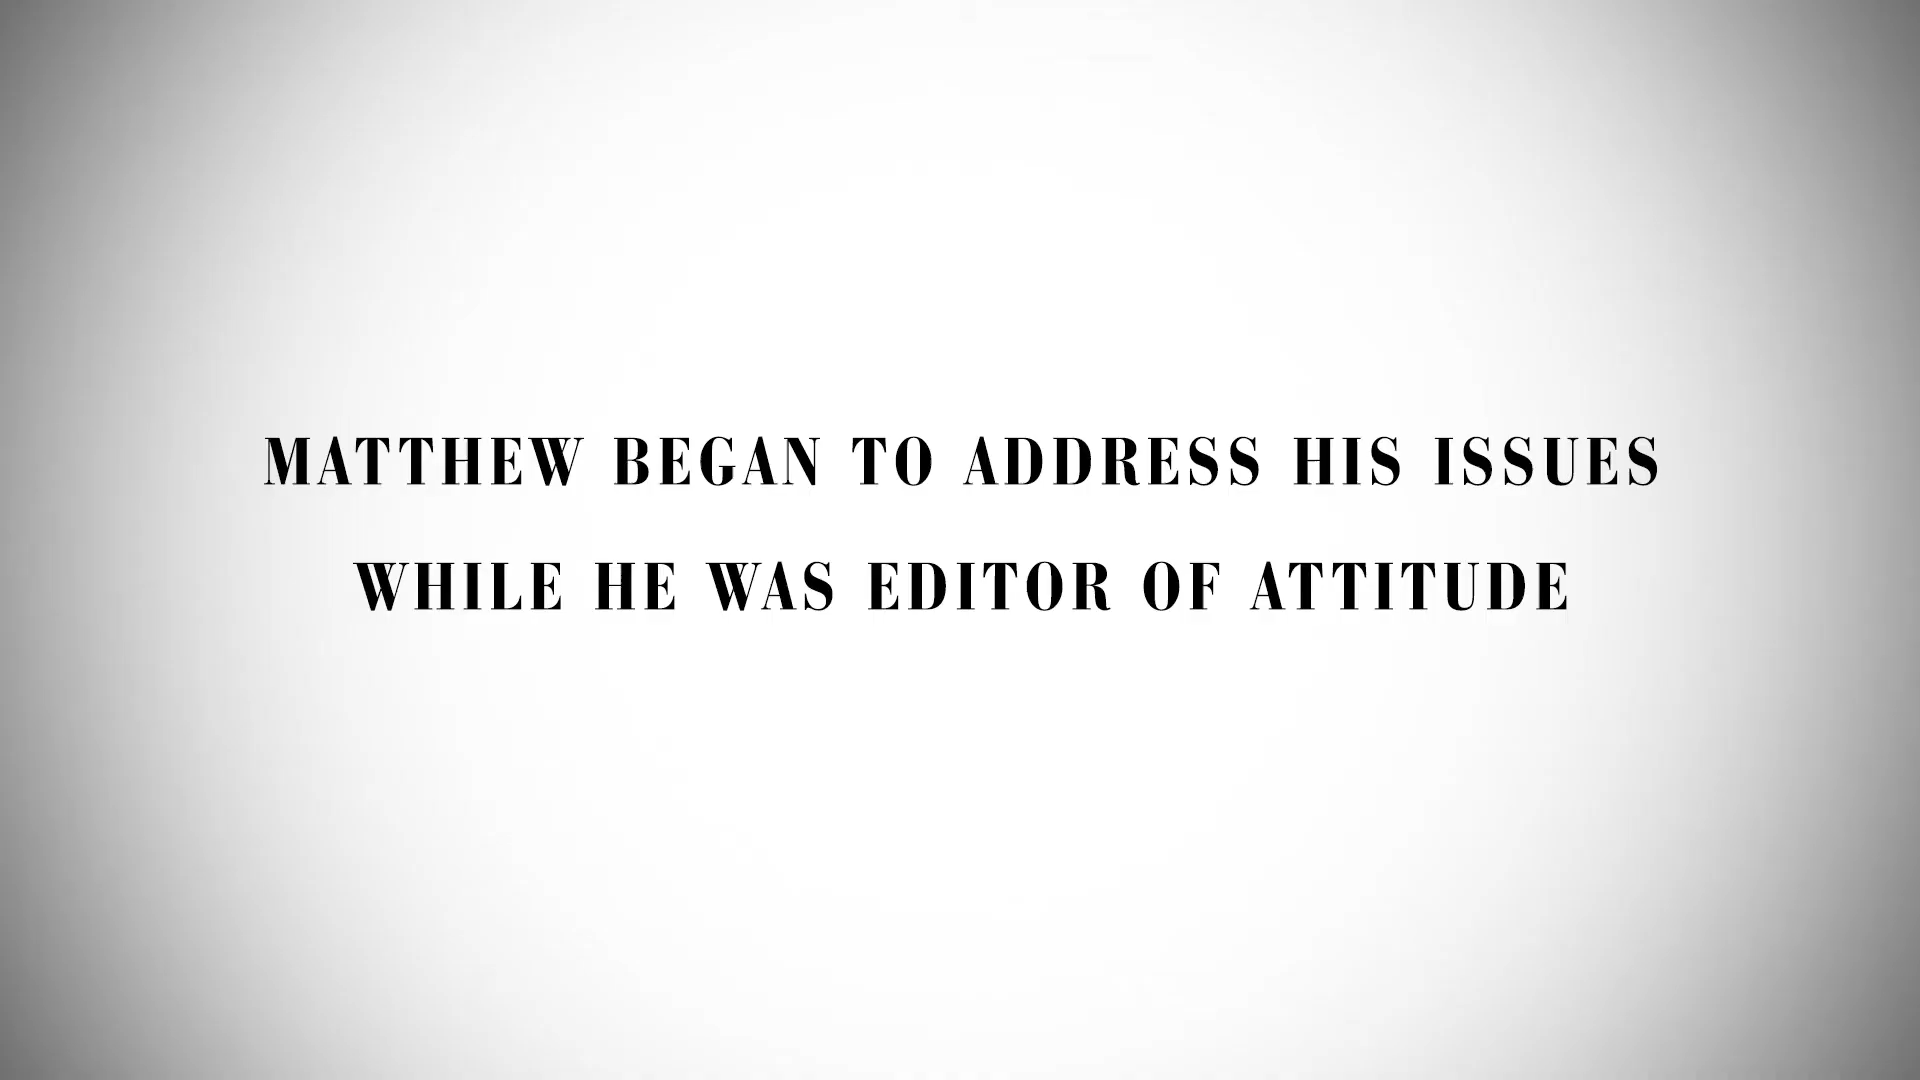 MATTHEW BEGAN TO ADDRESS HIS ISSUES
WHILE HE WAS EDITOR OF ATTITUDE